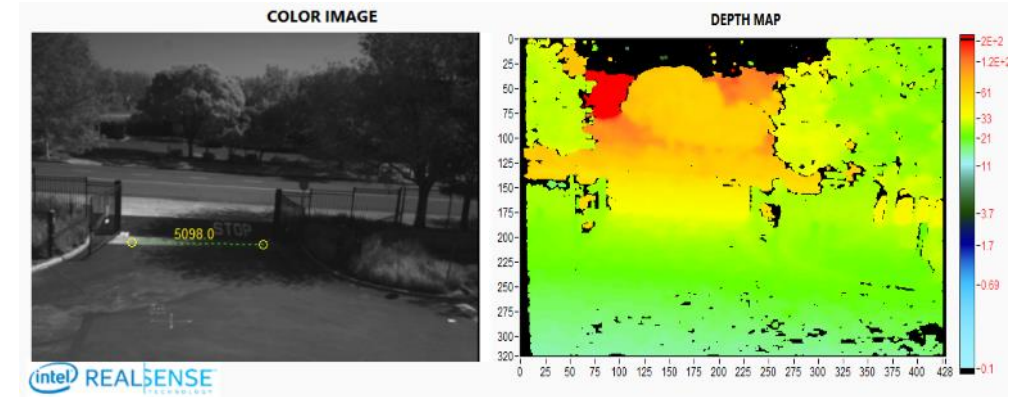 COLOR IMAGE
DEPTH MAP
STOP
5098.0
0
25
50
75
100
125
150
175
200
225
250
275
300
320
0 25 50 75 100 125 150 175 200 225 250 275 300 325 350 375 400 428
-2E+2
-1.2E+2
-61
-33
-21
-11
-3.7
-1.7
-0.69
-0.1
intel REALSENSE
TECHNOLOGY